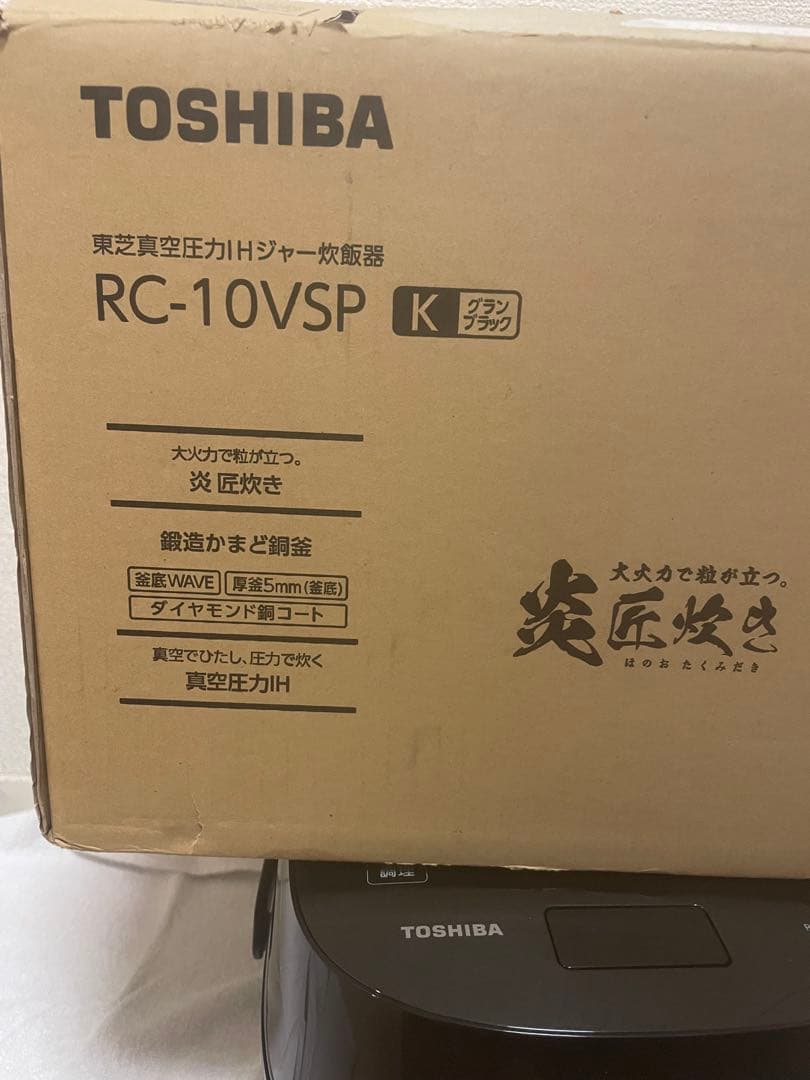 TOSHIBA
東芝真空圧力IHジャー炊飯器
RC-10VSP K グランブラック
大火力で粒が立つ。
炎 匠炊き
鍛造かまど銅釜
釜底WAVE 厚釜5mm(釜底)
ダイヤモンド銅コート
真空でひたし、圧力で炊く
真空圧力IH
大火力で粒が立つ。
炎匠炊き
ほのお たくみだき
調理
TOSHIBA